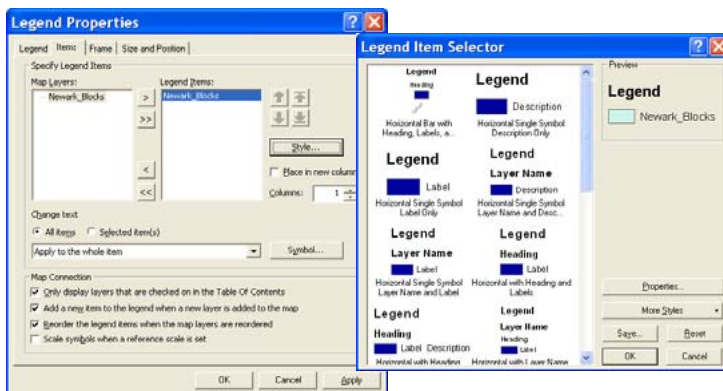 Legend Properties
Legend Items Frame Size and Position
Specify Legend Items
Map Layers:
Legend Items:
Newark_Blocks
Newark_Blocks
>
>>
<
<<
Style...
Place in new column
Columns: 1
Change text
All items Selected item(s)
Apply to the whole item
Symbol...
Map Connection
Only display layers that are checked on in the Table Of Contents
Add a new item to the legend when a new layer is added to the map
Reorder the legend items when the map layers are reordered
Scale symbols when a reference scale is set
OK Cancel Apply
Legend Item Selector
Legend
Heading
Horizontal Bar with
Heading, Labels, a...
Legend
Description
Horizontal Single Symbol
Description Only
Legend
Label
Horizontal Single Symbol
Label Only
Legend
Layer Name
Description
Horizontal Single Symbol
Layer Name and Desc...
Legend
Layer Name
Label
Horizontal Single Symbol
Layer Name and Label
Legend
Heading
Label
Horizontal with Heading and
Labels
Legend
Heading
Label Description
Horizontal with Heading
Legend
Layer Name
Heading
Label
Horizontal with Layer Name
Preview
Legend
Newark_Blocks
Properties...
More Styles
Save... Reset
OK Cancel